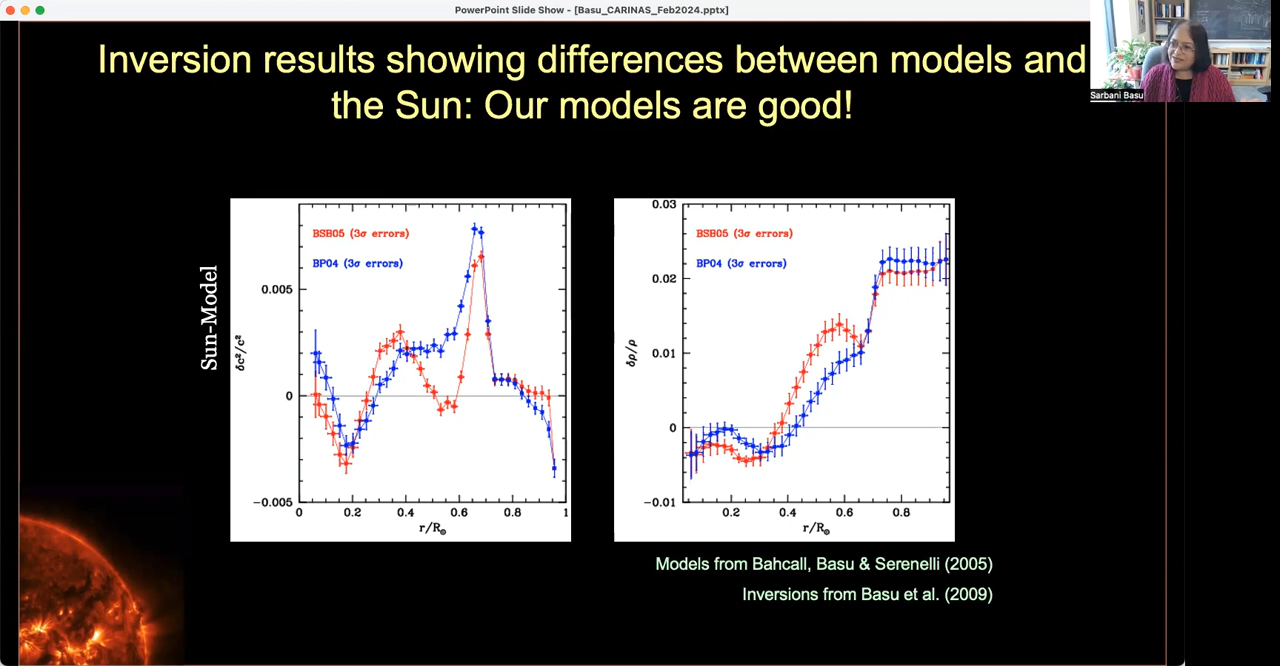 PowerPoint Slide Show - [Basu_CARINAS_Feb2024.pptx]
Inversion results showing differences between models and
the Sun: Our models are good!
Sarbani Basu
Sun-Model
BSB05 (3σ errors)
BP04 (3σ errors)
0.005
0
-0.005
δc²/c²
0 0.2 0.4 0.6 0.8 1
r/R⊙
0.03
BSB05 (3σ errors)
BP04 (3σ errors)
0.02
0.01
0
-0.01
δρ/ρ
0.2 0.4 0.6 0.8
r/R⊙
Models from Bahcall, Basu & Serenelli (2005)
Inversions from Basu et al. (2009)